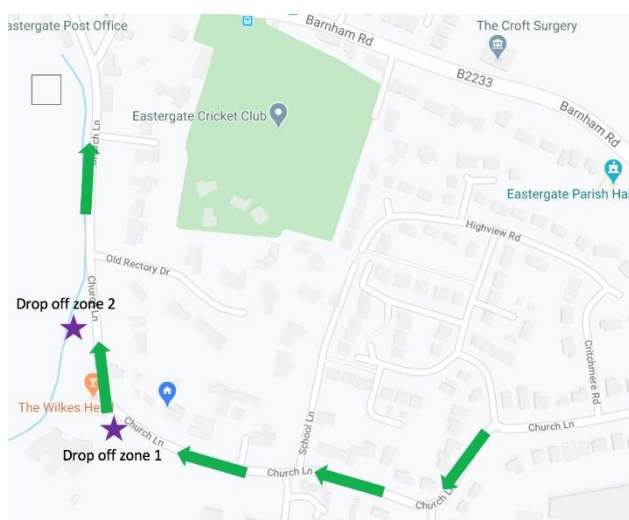 astergate Post Office
Barnham Rd
The Croft Surgery
B2233
Barnham Rd
Eastergate Cricket Club
Church Ln
Eastergate Parish Hal
Highview Rd
Old Rectory Dr
Church Ln
Drop off zone 2
Critchmere Rd
The Wilkes He
Church Ln
School Ln
Church Ln
Drop off zone 1
Church Ln
Church Ln